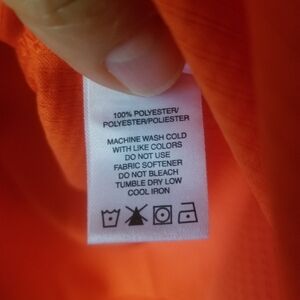 100% POLYESTER/
POLYESTER/POLIESTER
MACHINE WASH COLD
WITH LIKE COLORS
DO NOT USE
FABRIC SOFTENER
DO NOT BLEACH
TUMBLE DRY LOW
COOL IRON